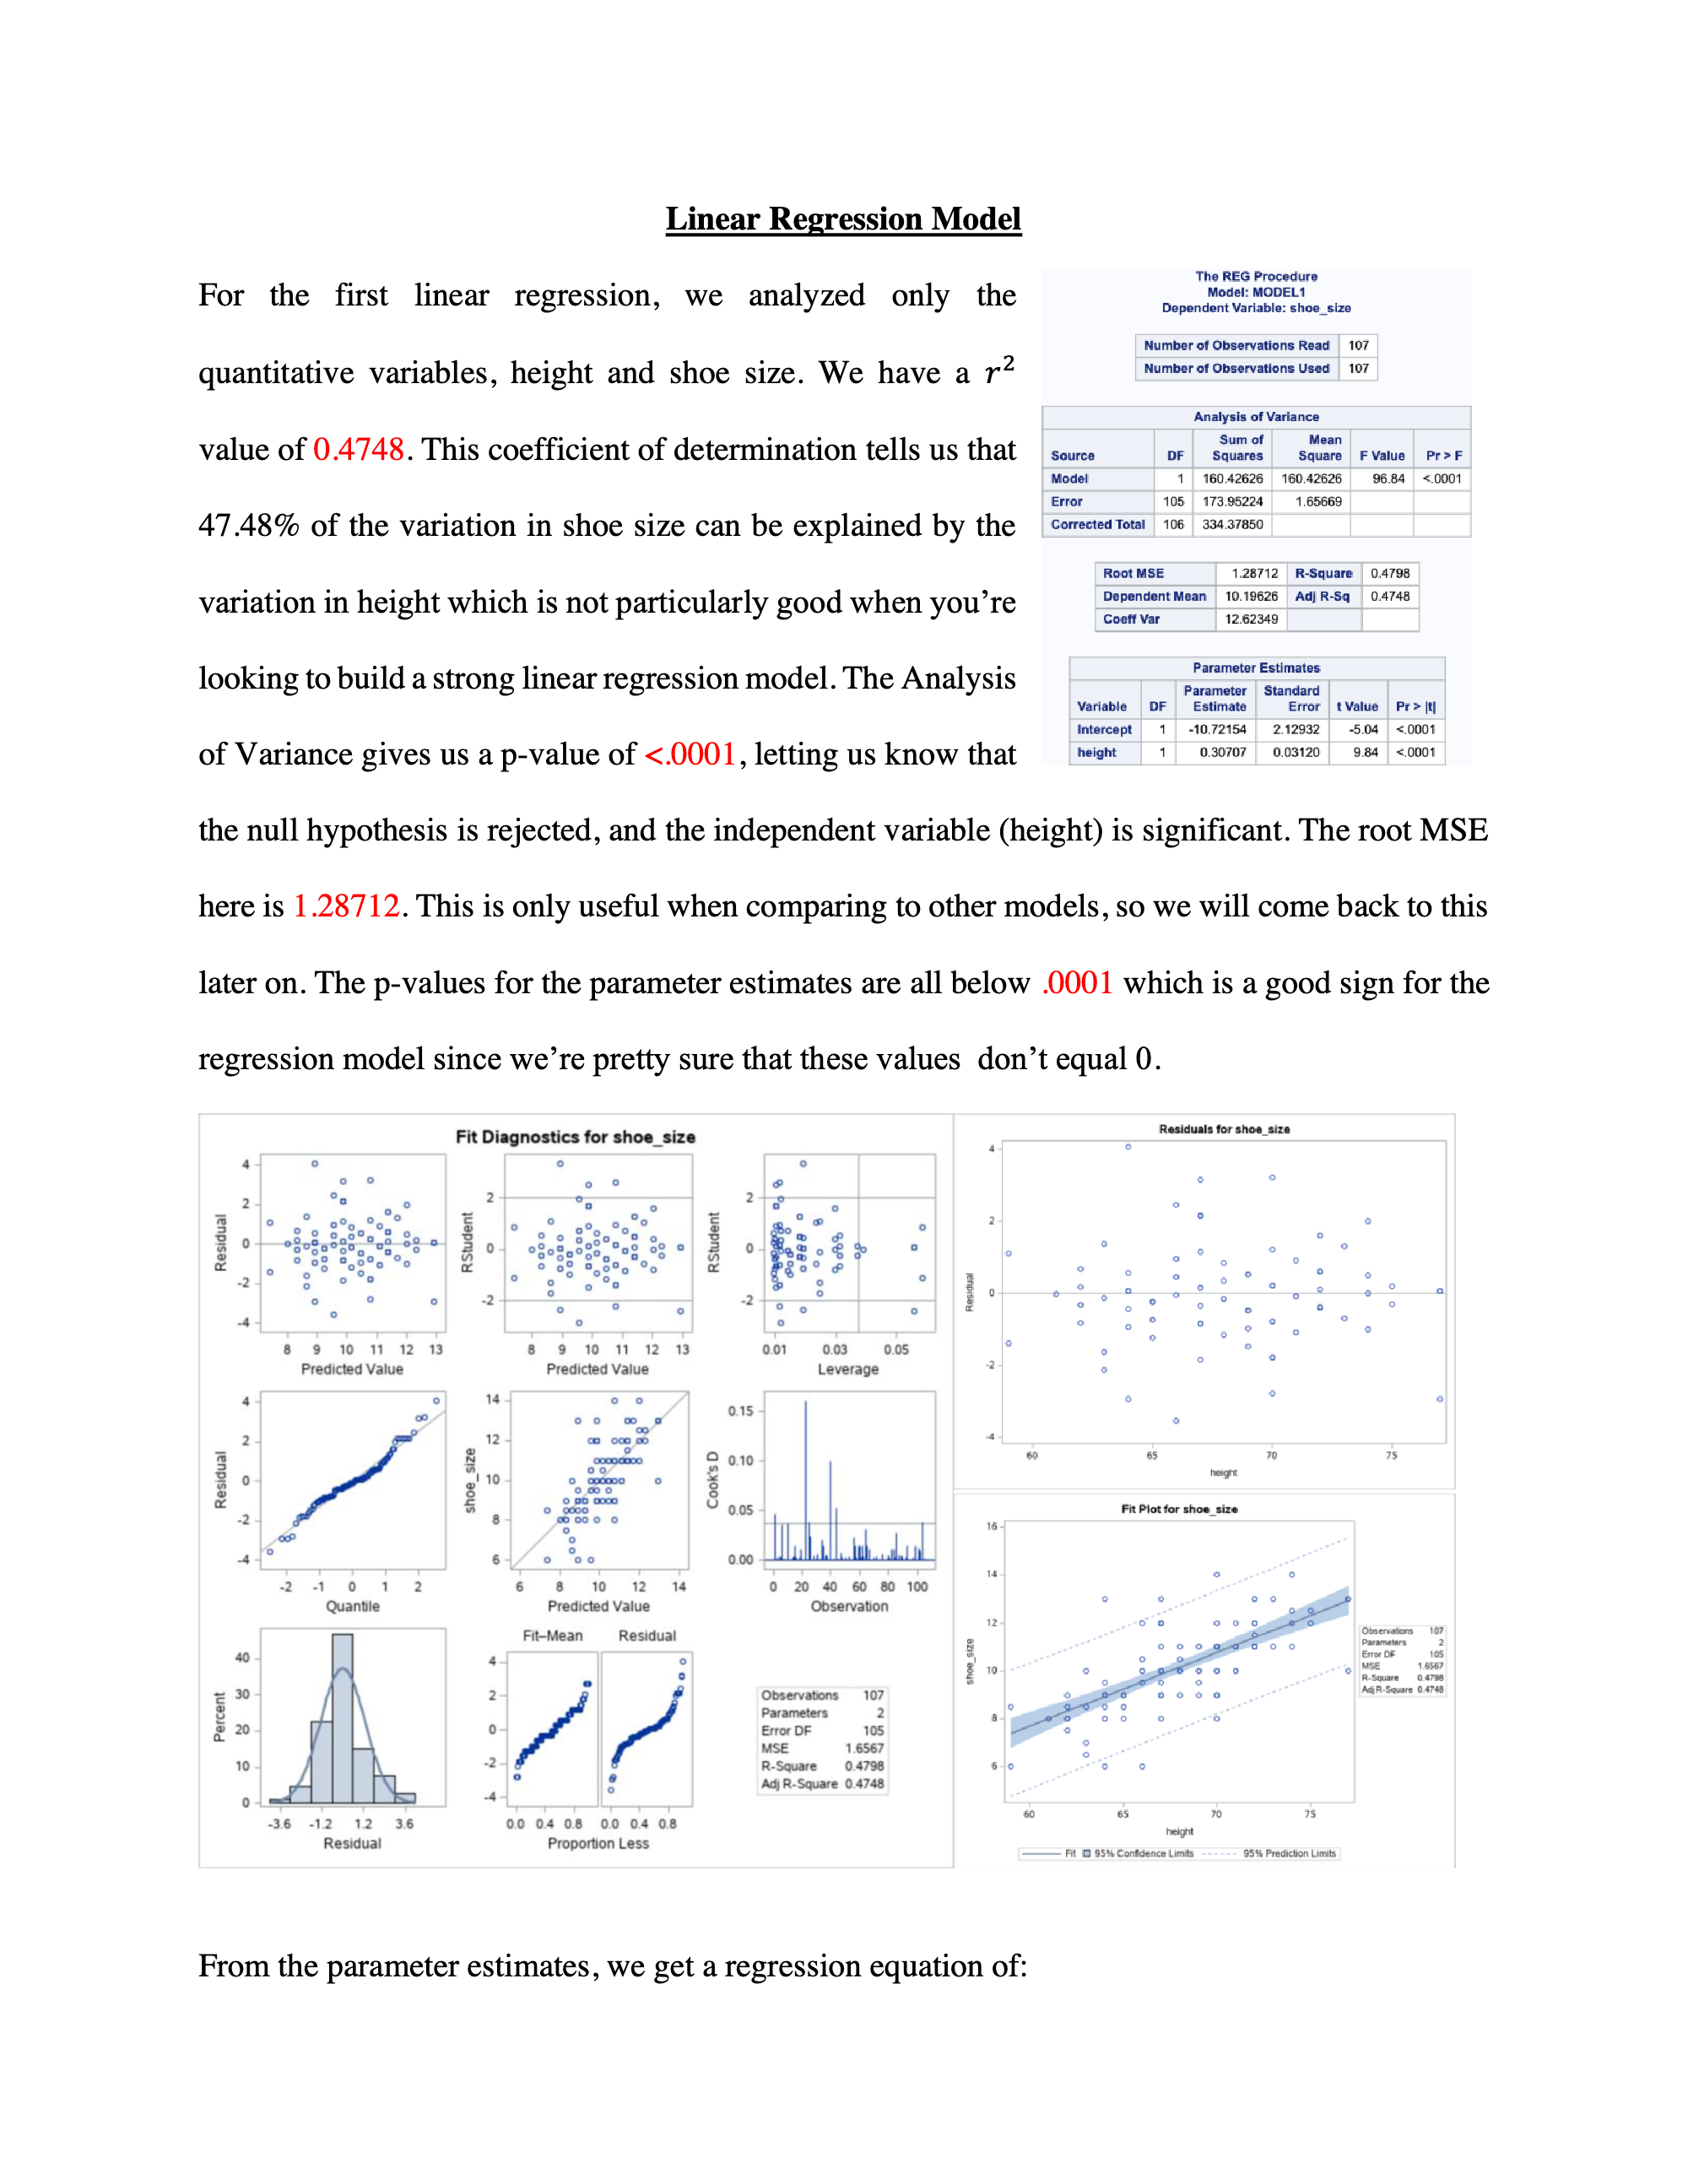 Linear Regression Model
For the first linear regression, we analyzed only the
quantitative variables, height and shoe size. We have a r²
value of 0.4748. This coefficient of determination tells us that
47.48% of the variation in shoe size can be explained by the
variation in height which is not particularly good when you’re
looking to build a strong linear regression model. The Analysis
of Variance gives us a p-value of <.0001, letting us know that
the null hypothesis is rejected, and the independent variable (height) is significant. The root MSE
here is 1.28712. This is only useful when comparing to other models, so we will come back to this
later on. The p-values for the parameter estimates are all below .0001 which is a good sign for the
regression model since we’re pretty sure that these values  don’t equal 0.
The REG Procedure
Model: MODEL1
Dependent Variable: shoe_size
Number of Observations Read 107
Number of Observations Used 107
Analysis of Variance
Source DF Sum of Squares Mean Square F Value Pr > F
Model 1 160.42626 160.42626 96.84 <.0001
Error 105 173.95224 1.65669
Corrected Total 106 334.37850
Root MSE 1.28712 R-Square 0.4798
Dependent Mean 10.19626 Adj R-Sq 0.4748
Coeff Var 12.62349
Parameter Estimates
Variable DF Parameter Estimate Standard Error t Value Pr > |t|
Intercept 1 -10.72154 2.12932 -5.04 <.0001
height 1 0.30707 0.03120 9.84 <.0001
Fit Diagnostics for shoe_size
Residual
4
2
0
-2
-4
8 9 10 11 12 13
Predicted Value
RStudent
2
0
-2
8 9 10 11 12 13
Predicted Value
RStudent
2
0
-2
0.01 0.03 0.05
Leverage
Residual
4
2
0
-2
-4
-2 -1 0 1 2
Quantile
shoe_size
14
12
10
8
6
6 8 10 12 14
Predicted Value
Cook's D
0.15
0.10
0.05
0.00
0 20 40 60 80 100
Observation
Percent
40
30
20
10
0
-3.6 -1.2 1.2 3.6
Residual
Fit–Mean Residual
4
2
0
-2
-4
0.0 0.4 0.8 0.0 0.4 0.8
Proportion Less
Observations 107
Parameters 2
Error DF 105
MSE 1.6567
R-Square 0.4798
Adj R-Square 0.4748
Residuals for shoe_size
Residual
4
2
0
-2
-4
60 65 70 75
height
Fit Plot for shoe_size
shoe_size
16
14
12
10
8
6
60 65 70 75
height
Observations 107
Parameters 2
Error DF 105
MSE 1.6567
R-Square 0.4798
Adj R-Square 0.4748
Fit 95% Confidence Limits 95% Prediction Limits
From the parameter estimates, we get a regression equation of: